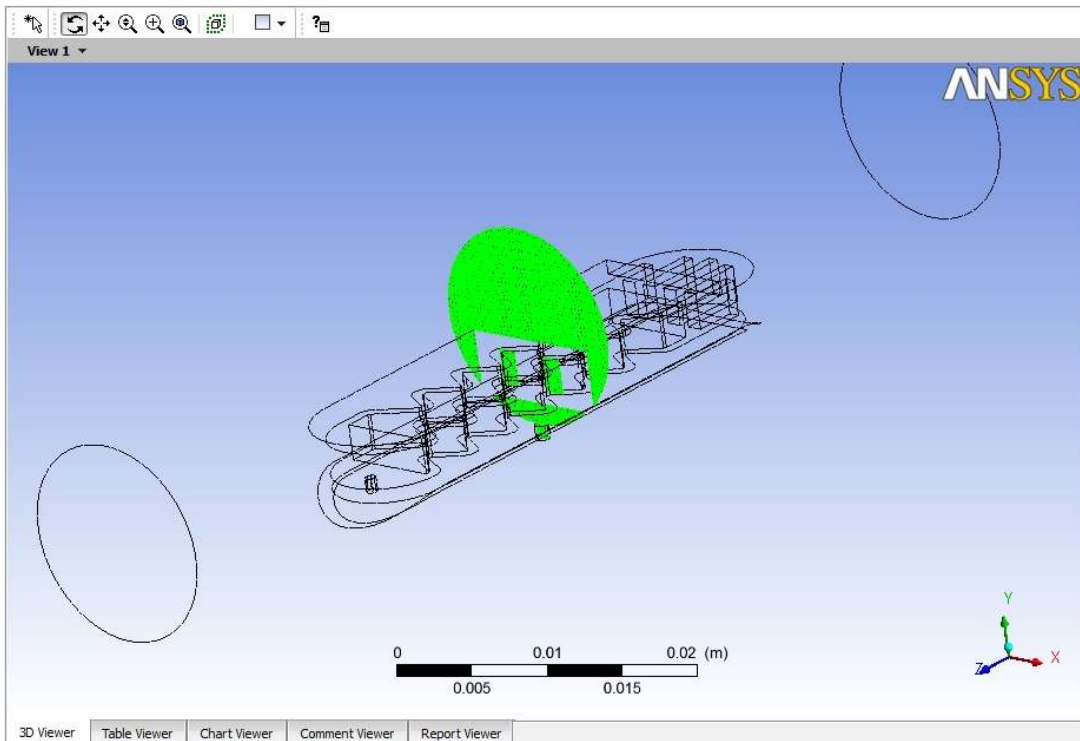 View 1
ANSYS
Y
X
Z
0 0.01 0.02 (m)
0.005 0.015
3D Viewer Table Viewer Chart Viewer Comment Viewer Report Viewer